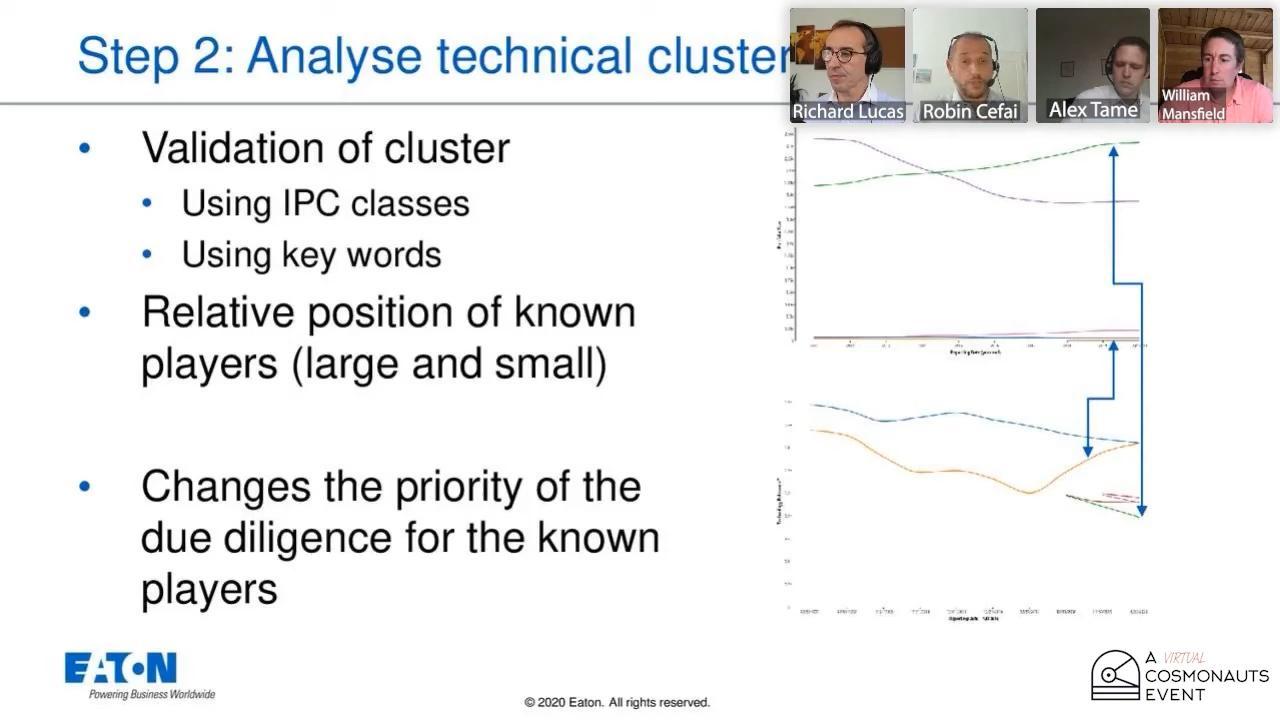 Step 2: Analyse technical cluster
Richard Lucas
Robin Cefai
Alex Tame
William
Mansfield
• Validation of cluster
• Using IPC classes
• Using key words
• Relative position of known
players (large and small)
• Changes the priority of the
due diligence for the known
players
EATON
Powering Business Worldwide
© 2020 Eaton. All rights reserved.
A VIRTUAL
COSMONAUTS
EVENT